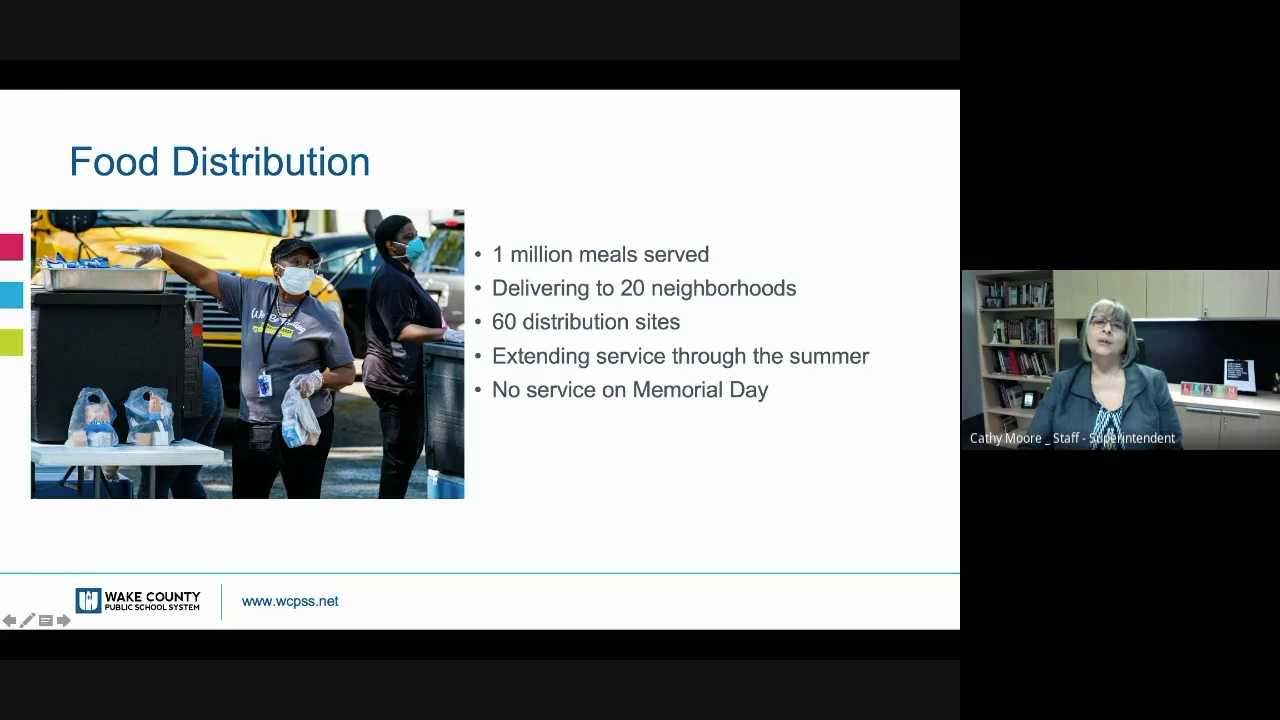 Food Distribution
• 1 million meals served
• Delivering to 20 neighborhoods
• 60 distribution sites
• Extending service through the summer
• No service on Memorial Day
WAKE COUNTY
PUBLIC SCHOOL SYSTEM
www.wcpss.net
LEARN
Cathy Moore _ Staff - Superintendent